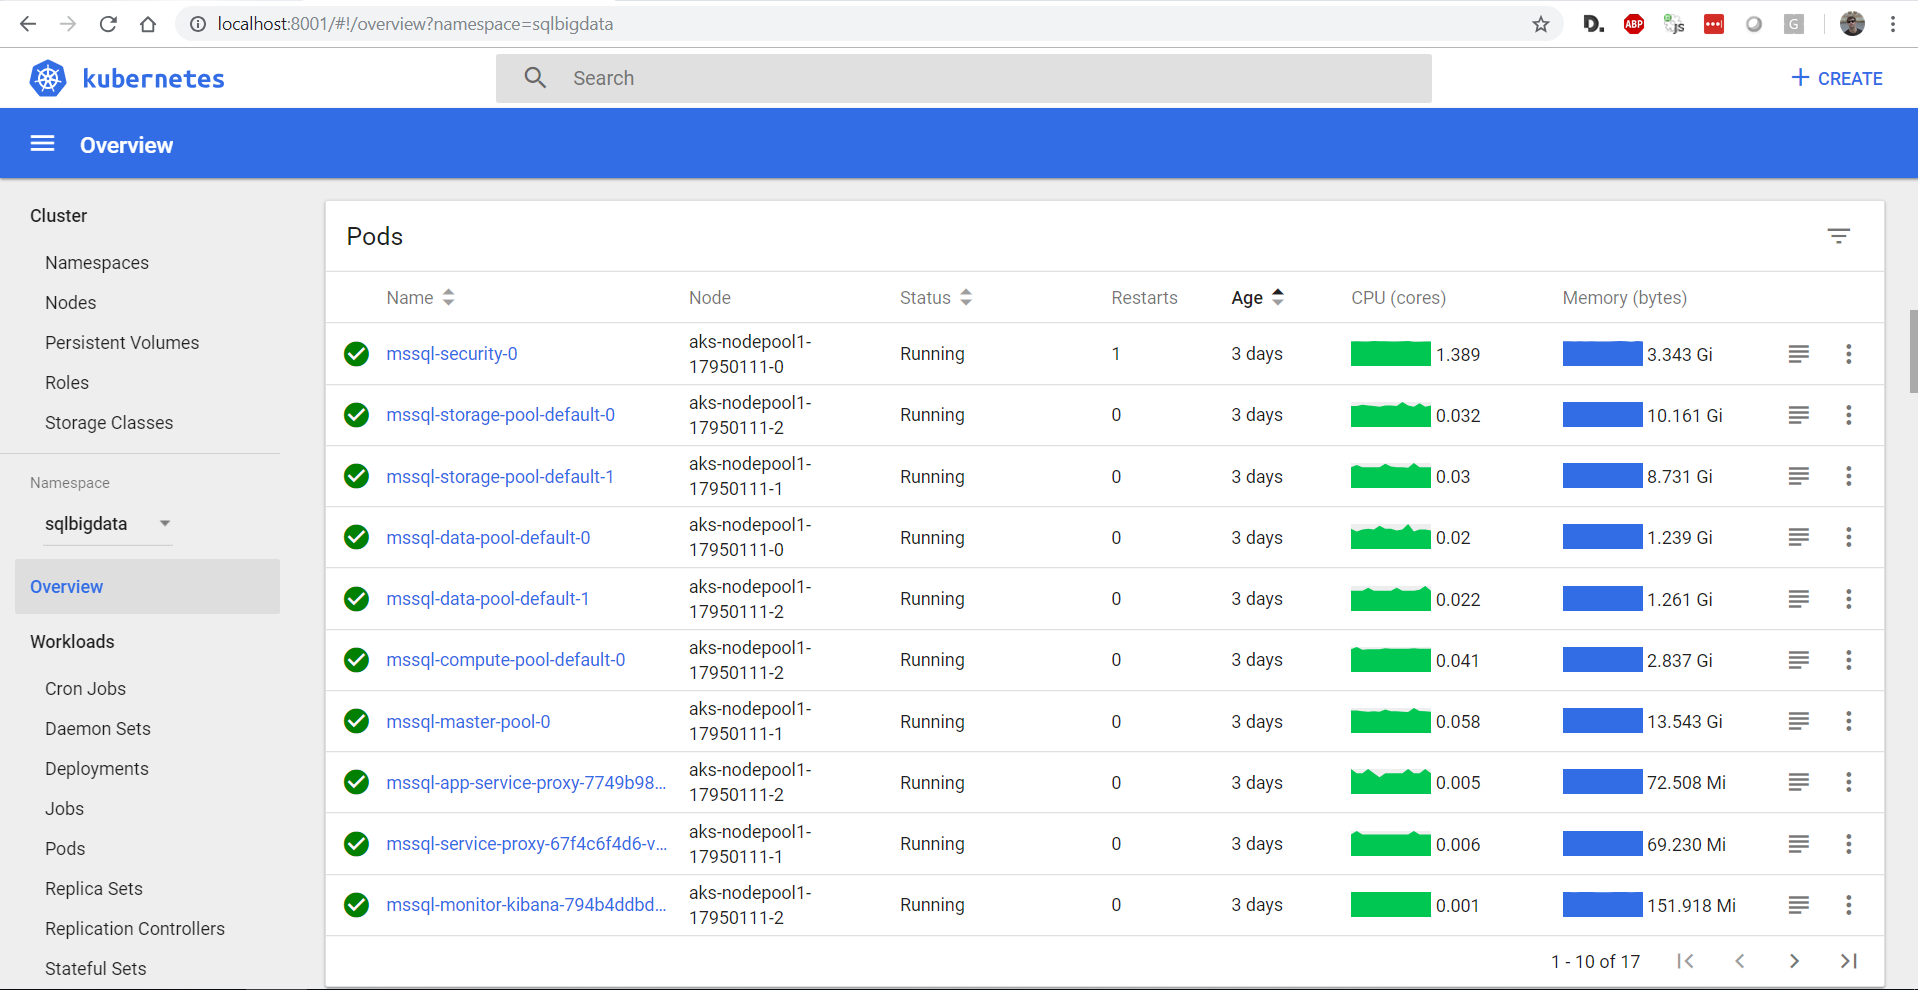 localhost:8001/#!/overview?namespace=sqlbigdata
D.
ABP
JS
G
kubernetes
Search
+ CREATE
Overview
Cluster
Namespaces
Nodes
Persistent Volumes
Roles
Storage Classes
Namespace
sqlbigdata
Overview
Workloads
Cron Jobs
Daemon Sets
Deployments
Jobs
Pods
Replica Sets
Replication Controllers
Stateful Sets
Pods
Name Node Status Restarts Age CPU (cores) Memory (bytes)
mssql-security-0 aks-nodepool1- Running 1 3 days 1.389 3.343 Gi
17950111-0
mssql-storage-pool-default-0 aks-nodepool1- Running 0 3 days 0.032 10.161 Gi
17950111-2
mssql-storage-pool-default-1 aks-nodepool1- Running 0 3 days 0.03 8.731 Gi
17950111-1
mssql-data-pool-default-0 aks-nodepool1- Running 0 3 days 0.02 1.239 Gi
17950111-0
mssql-data-pool-default-1 aks-nodepool1- Running 0 3 days 0.022 1.261 Gi
17950111-2
mssql-compute-pool-default-0 aks-nodepool1- Running 0 3 days 0.041 2.837 Gi
17950111-2
mssql-master-pool-0 aks-nodepool1- Running 0 3 days 0.058 13.543 Gi
17950111-1
mssql-app-service-proxy-7749b98... aks-nodepool1- Running 0 3 days 0.005 72.508 Mi
17950111-2
mssql-service-proxy-67f4c6f4d6-v... aks-nodepool1- Running 0 3 days 0.006 69.230 Mi
17950111-1
mssql-monitor-kibana-794b4ddbd... aks-nodepool1- Running 0 3 days 0.001 151.918 Mi
17950111-2
1 - 10 of 17